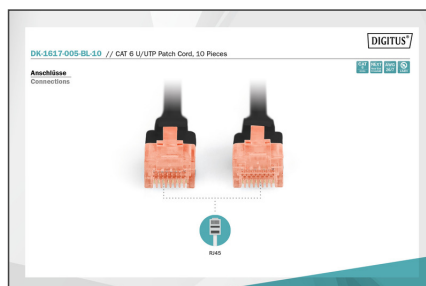 DIGITUS®
DK-1617-005-BL-10 // CAT 6 U/UTP Patch Cord, 10 Pieces
Anschlüsse
Connections
RJ45